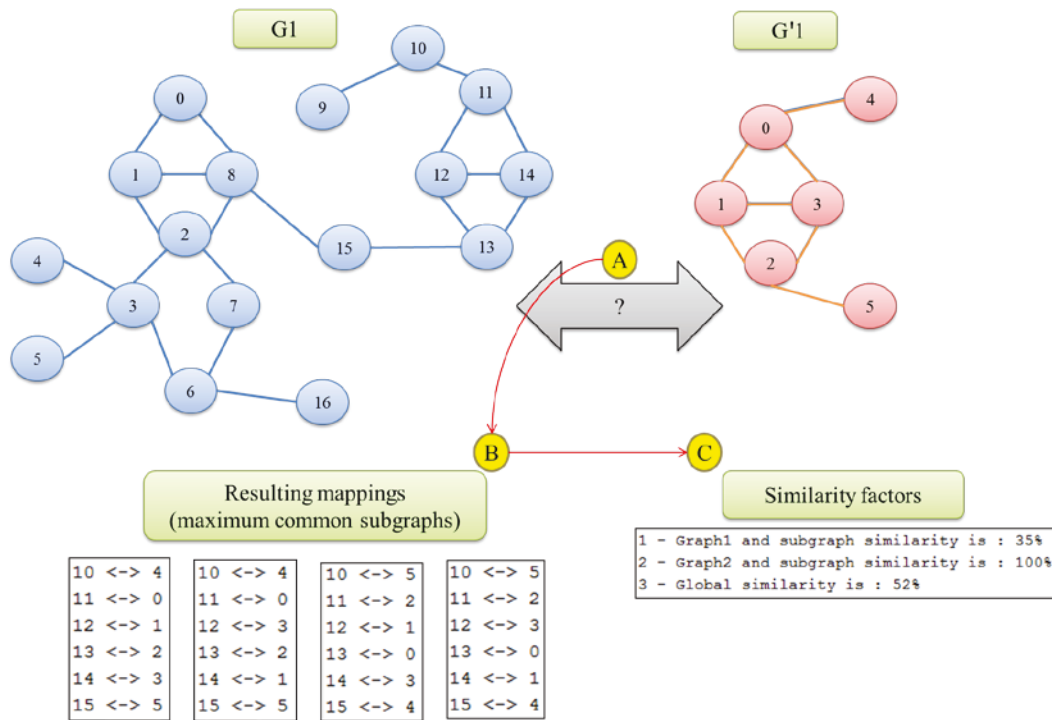 G1
G'1
10
4
0
9
11
0
1
8
12
14
1
3
2
15
13
A
2
4
3
7
?
5
5
6
16
B
C
Resulting mappings
(maximum common subgraphs)
Similarity factors
1 - Graph1 and subgraph similarity is : 35%
2 - Graph2 and subgraph similarity is : 100%
3 - Global similarity is : 52%
10 <-> 4
11 <-> 0
12 <-> 1
13 <-> 2
14 <-> 3
15 <-> 5
10 <-> 4
11 <-> 0
12 <-> 3
13 <-> 2
14 <-> 1
15 <-> 5
10 <-> 5
11 <-> 2
12 <-> 1
13 <-> 0
14 <-> 3
15 <-> 4
10 <-> 5
11 <-> 2
12 <-> 3
13 <-> 0
14 <-> 1
15 <-> 4